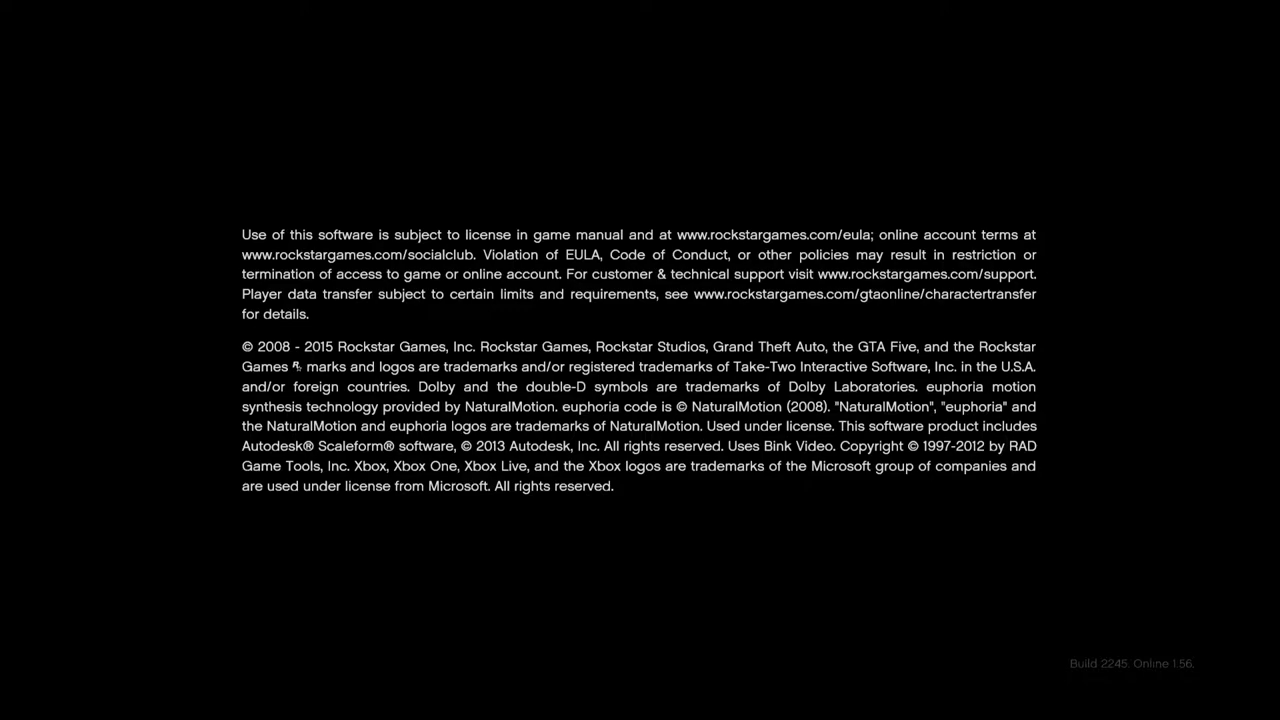 Use of this software is subject to license in game manual and at www.rockstargames.com/eula; online account terms at
www.rockstargames.com/socialclub. Violation of EULA, Code of Conduct, or other policies may result in restriction or
termination of access to game or online account. For customer & technical support visit www.rockstargames.com/support.
Player data transfer subject to certain limits and requirements, see www.rockstargames.com/gtaonline/charactertransfer
for details.
© 2008 - 2015 Rockstar Games, Inc. Rockstar Games, Rockstar Studios, Grand Theft Auto, the GTA Five, and the Rockstar
Games R* marks and logos are trademarks and/or registered trademarks of Take-Two Interactive Software, Inc. in the U.S.A.
and/or foreign countries. Dolby and the double-D symbols are trademarks of Dolby Laboratories. euphoria motion
synthesis technology provided by NaturalMotion. euphoria code is © NaturalMotion (2008). "NaturalMotion", "euphoria" and
the NaturalMotion and euphoria logos are trademarks of NaturalMotion. Used under license. This software product includes
Autodesk® Scaleform® software, © 2013 Autodesk, Inc. All rights reserved. Uses Bink Video. Copyright © 1997-2012 by RAD
Game Tools, Inc. Xbox, Xbox One, Xbox Live, and the Xbox logos are trademarks of the Microsoft group of companies and
are used under license from Microsoft. All rights reserved.
Build 2245. Online 1.56.